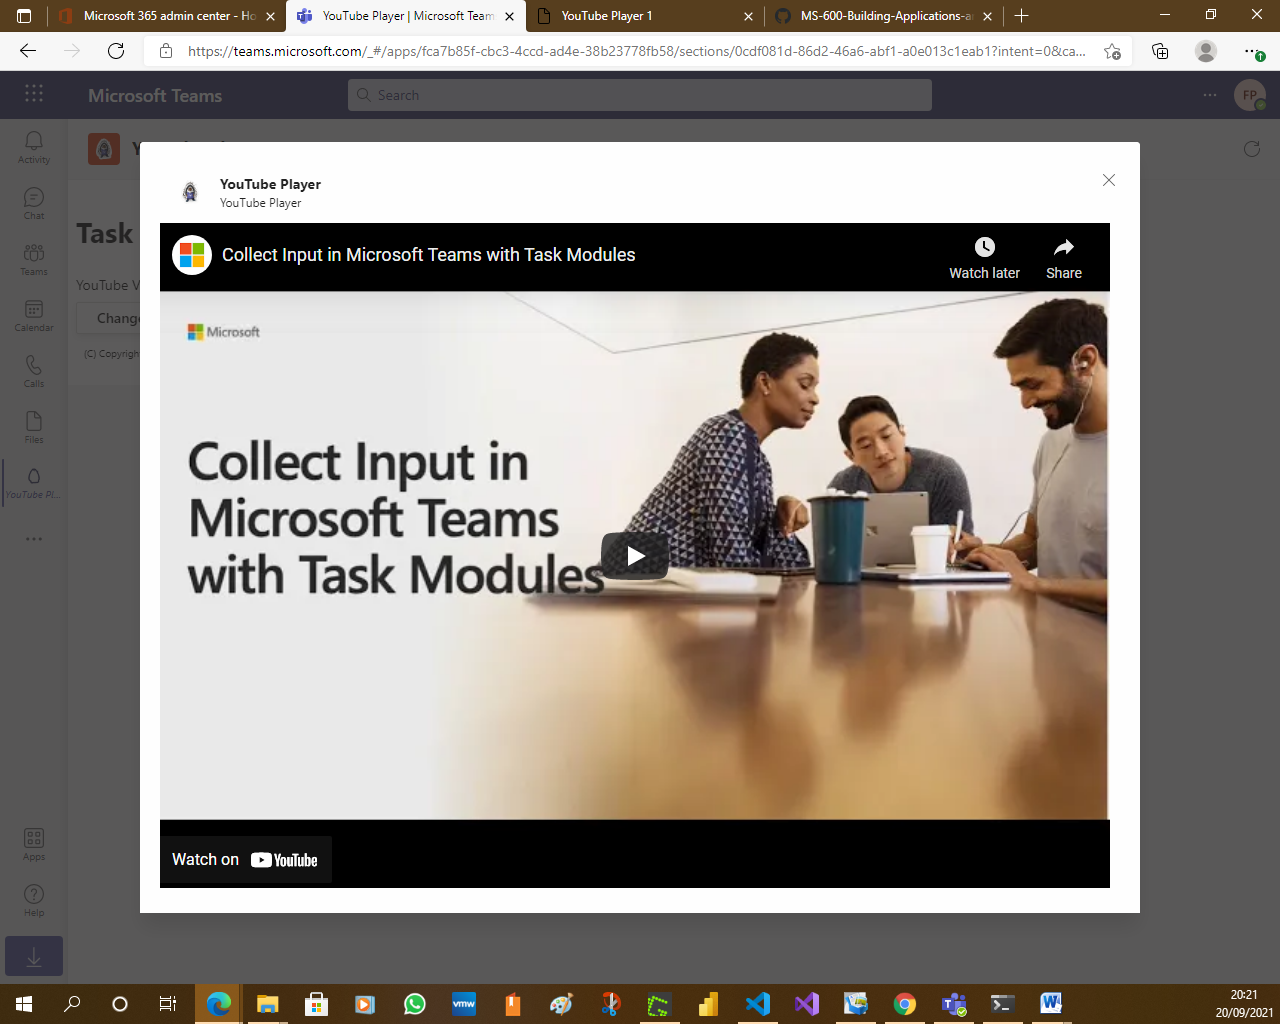 Microsoft 365 admin center - Ho
YouTube Player | Microsoft Team
YouTube Player 1
MS-600-Building-Applications-a
https://teams.microsoft.com/_#/apps/fca7b85f-cbc3-4ccd-ad4e-38b23778fb58/sections/0cdf081d-86d2-46a6-abf1-a0e013c1eab1?intent=0&ca...
Microsoft Teams
Search
FP
Activity
Chat
Teams
Calendar
Calls
Files
YouTube Pl...
Apps
Help
Task
YouTube V
Change
(C) Copyrigh
YouTube Player
YouTube Player
Collect Input in Microsoft Teams with Task Modules
Watch later
Share
Microsoft
Collect Input in
Microsoft Teams
with Task Modules
Watch on YouTube
vmw
20:21
20/09/2021